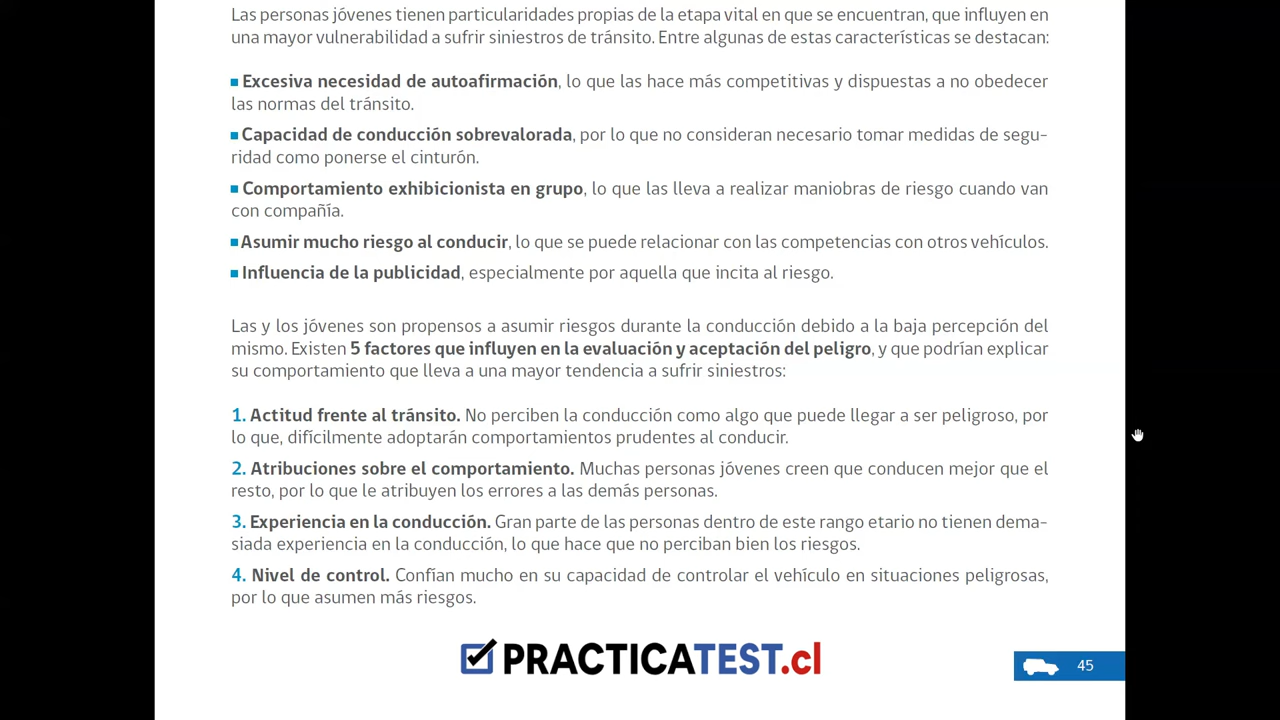 Las personas jóvenes tienen particularidades propias de la etapa vital en que se encuentran, que influyen en
una mayor vulnerabilidad a sufrir siniestros de tránsito. Entre algunas de estas características se destacan:
Excesiva necesidad de autoafirmación, lo que las hace más competitivas y dispuestas a no obedecer
las normas del tránsito.
Capacidad de conducción sobrevalorada, por lo que no consideran necesario tomar medidas de segu-
ridad como ponerse el cinturón.
Comportamiento exhibicionista en grupo, lo que las lleva a realizar maniobras de riesgo cuando van
con compañía.
Asumir mucho riesgo al conducir, lo que se puede relacionar con las competencias con otros vehículos.
Influencia de la publicidad, especialmente por aquella que incita al riesgo.
Las y los jóvenes son propensos a asumir riesgos durante la conducción debido a la baja percepción del
mismo. Existen 5 factores que influyen en la evaluación y aceptación del peligro, y que podrían explicar
su comportamiento que lleva a una mayor tendencia a sufrir siniestros:
1. Actitud frente al tránsito. No perciben la conducción como algo que puede llegar a ser peligroso, por
lo que, difícilmente adoptarán comportamientos prudentes al conducir.
2. Atribuciones sobre el comportamiento. Muchas personas jóvenes creen que conducen mejor que el
resto, por lo que le atribuyen los errores a las demás personas.
3. Experiencia en la conducción. Gran parte de las personas dentro de este rango etario no tienen dema-
siada experiencia en la conducción, lo que hace que no perciban bien los riesgos.
4. Nivel de control. Confían mucho en su capacidad de controlar el vehículo en situaciones peligrosas,
por lo que asumen más riesgos.
PRACTICATEST.cl
45